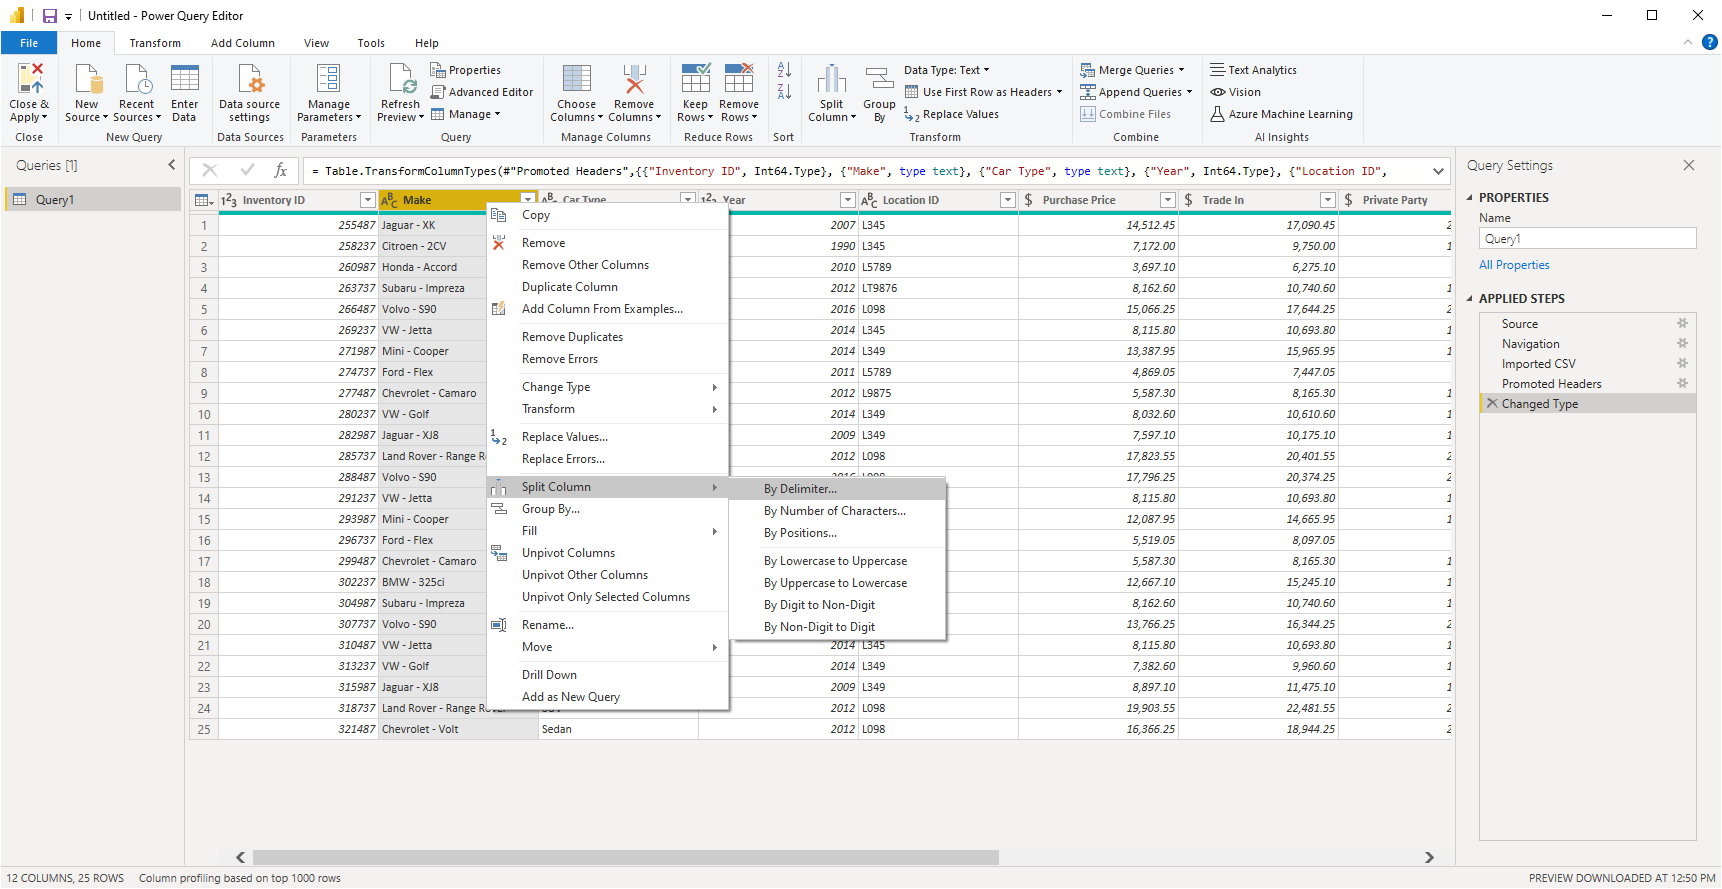 Untitled - Power Query Editor
File Home Transform Add Column View Tools Help
Close & Apply
New Source
Recent Sources
Enter Data
Data source settings
Manage Parameters
Refresh Preview
Properties
Advanced Editor
Manage
Choose Columns
Remove Columns
Keep Rows
Remove Rows
Split Column
Group By
Data Type: Text
Use First Row as Headers
Replace Values
Merge Queries
Append Queries
Combine Files
Text Analytics
Vision
Azure Machine Learning
Close New Query Data Sources Parameters Query Manage Columns Reduce Rows Sort Transform Combine AI Insights
Queries [1]
Query1
= Table.TransformColumnTypes(#"Promoted Headers",{{"Inventory ID", Int64.Type}, {"Make", type text}, {"Car Type", type text}, {"Year", Int64.Type}, {"Location ID",
Inventory ID Make Car Type Year Location ID Purchase Price Trade In Private Party
1 255487 Jaguar - XK 2007 L345 14,512.45 17,090.45 2
2 258237 Citroen - 2CV 1990 L345 7,172.00 9,750.00 1
3 260987 Honda - Accord 2010 L5789 3,697.10 6,275.10
4 263737 Subaru - Impreza 2012 LT9876 8,162.60 10,740.60 1
5 266487 Volvo - S90 2016 L098 15,066.25 17,644.25 2
6 269237 VW - Jetta 2014 L345 8,115.80 10,693.80 1
7 271987 Mini - Cooper 2014 L349 13,387.95 15,965.95 1
8 274737 Ford - Flex 2011 L5789 4,869.05 7,447.05
9 277487 Chevrolet - Camaro 2012 L9875 5,587.30 8,165.30 1
10 280237 VW - Golf 2014 L349 8,032.60 10,610.60 1
11 282987 Jaguar - XJ8 2009 L349 7,597.10 10,175.10 1
12 285737 Land Rover - Range R 2012 L098 17,823.55 20,401.55 2
13 288487 Volvo - S90 2016 L098 17,796.25 20,374.25 2
14 291237 VW - Jetta 8,115.80 10,693.80 1
15 293987 Mini - Cooper 12,087.95 14,665.95 1
16 296737 Ford - Flex 5,519.05 8,097.05
17 299487 Chevrolet - Camaro 5,587.30 8,165.30 1
18 302237 BMW - 325ci 12,667.10 15,245.10 1
19 304987 Subaru - Impreza 8,162.60 10,740.60 1
20 307737 Volvo - S90 13,766.25 16,344.25 2
21 310487 VW - Jetta 2014 L345 8,115.80 10,693.80 1
22 313237 VW - Golf 2014 L349 7,382.60 9,960.60 1
23 315987 Jaguar - XJ8 2009 L349 8,897.10 11,475.10 1
24 318737 Land Rover - Range Rover 2012 L098 19,903.55 22,481.55 2
25 321487 Chevrolet - Volt Sedan 2012 L098 16,366.25 18,944.25 2
Copy
Remove
Remove Other Columns
Duplicate Column
Add Column From Examples...
Remove Duplicates
Remove Errors
Change Type
Transform
Replace Values...
Replace Errors...
Split Column
Group By...
Fill
Unpivot Columns
Unpivot Other Columns
Unpivot Only Selected Columns
Rename...
Move
Drill Down
Add as New Query
By Delimiter...
By Number of Characters...
By Positions...
By Lowercase to Uppercase
By Uppercase to Lowercase
By Digit to Non-Digit
By Non-Digit to Digit
Query Settings
PROPERTIES
Name
Query1
All Properties
APPLIED STEPS
Source
Navigation
Imported CSV
Promoted Headers
Changed Type
12 COLUMNS, 25 ROWS Column profiling based on top 1000 rows
PREVIEW DOWNLOADED AT 12:50 PM